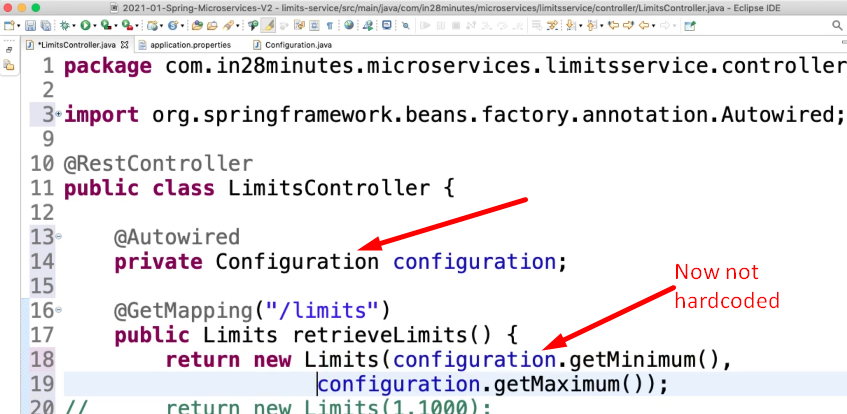 2021-01-Spring-Microservices-V2 - limits-service/src/main/java/com/in28minutes/microservices/limitsservice/controller/LimitsController.java - Eclipse IDE
*LimitsController.java
application.properties
Configuration.java
1 package com.in28minutes.microservices.limitsservice.controller
2
3 import org.springframework.beans.factory.annotation.Autowired;
9
10 @RestController
11 public class LimitsController {
12
13 @Autowired
14 private Configuration configuration;
15
16 @GetMapping("/limits")
17 public Limits retrieveLimits() {
18 return new Limits(configuration.getMinimum(),
19 configuration.getMaximum());
20 // return new Limits(1,1000);
Now not
hardcoded